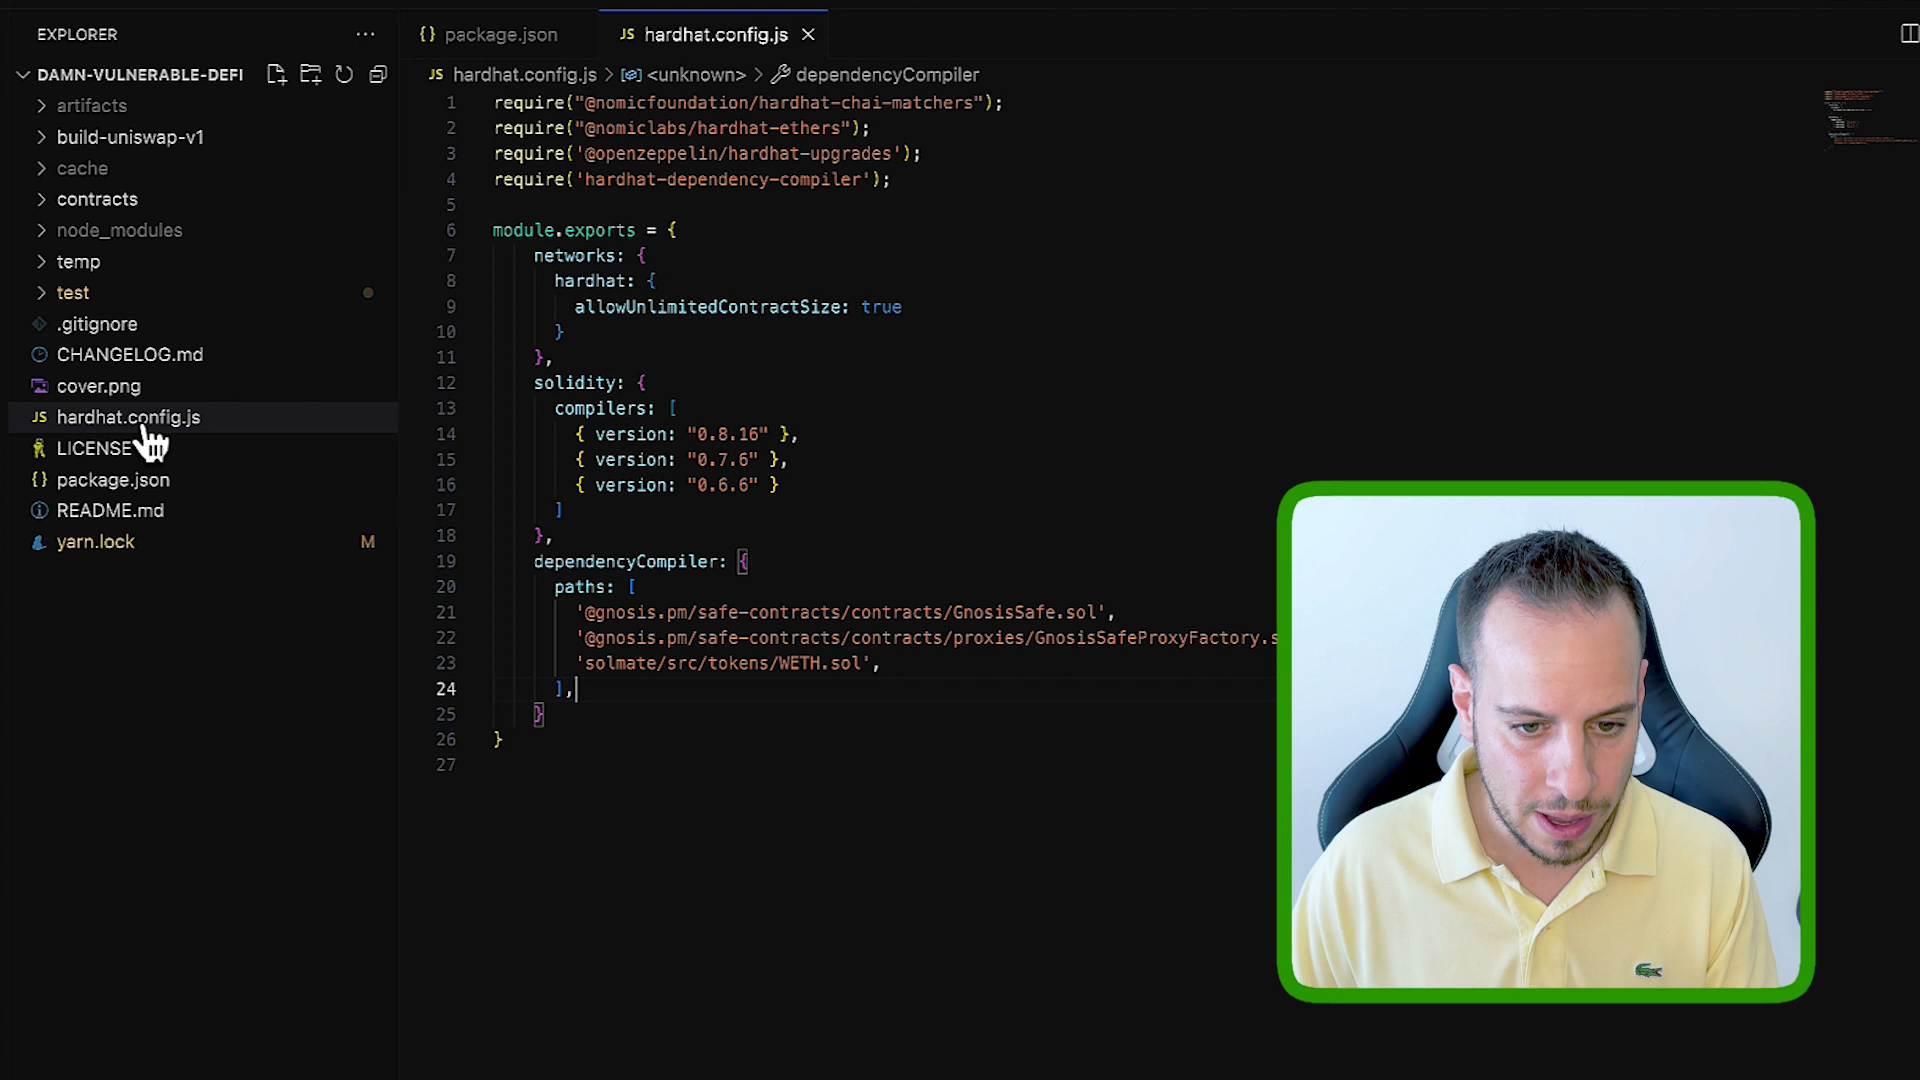 EXPLORER
DAMN-VULNERABLE-DEFI
artifacts
build-uniswap-v1
cache
contracts
node_modules
temp
test
.gitignore
CHANGELOG.md
cover.png
JS hardhat.config.js
LICENSE
{} package.json
README.md
yarn.lock M
{} package.json
JS hardhat.config.js
JS hardhat.config.js > <unknown> > dependencyCompiler
1 require("@nomicfoundation/hardhat-chai-matchers");
2 require("@nomiclabs/hardhat-ethers");
3 require('@openzeppelin/hardhat-upgrades');
4 require('hardhat-dependency-compiler');
5
6 module.exports = {
7 networks: {
8 hardhat: {
9 allowUnlimitedContractSize: true
10 }
11 },
12 solidity: {
13 compilers: [
14 { version: "0.8.16" },
15 { version: "0.7.6" },
16 { version: "0.6.6" }
17 ]
18 },
19 dependencyCompiler: {
20 paths: [
21 '@gnosis.pm/safe-contracts/contracts/GnosisSafe.sol',
22 '@gnosis.pm/safe-contracts/contracts/proxies/GnosisSafeProxyFactory.s
23 'solmate/src/tokens/WETH.sol',
24 ],
25 }
26 }
27